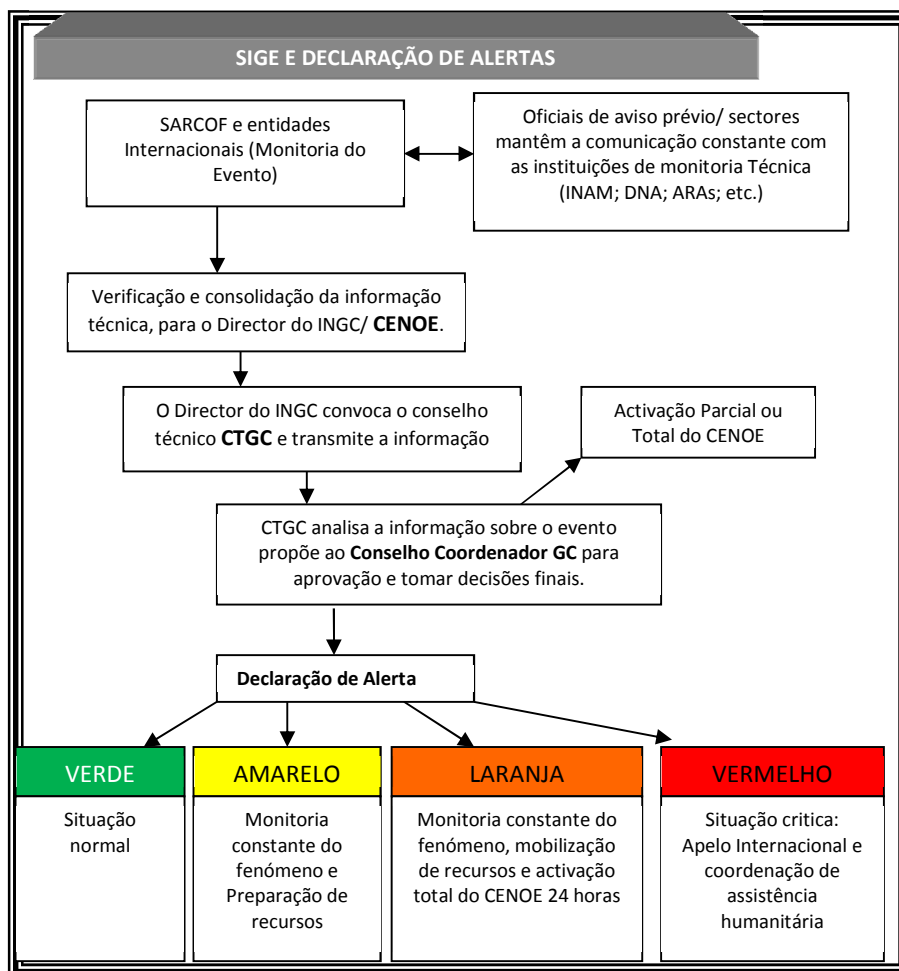 SIGE E DECLARAÇÃO DE ALERTAS
SARCOF e entidades
Internacionais (Monitoria do
Evento)
Oficiais de aviso prévio/ sectores
mantêm a comunicação constante com
as instituições de monitoria Técnica
(INAM; DNA; ARAs; etc.)
Verificação e consolidação da informação
técnica, para o Director do INGC/ CENOE.
O Director do INGC convoca o conselho
técnico CTGC e transmite a informação
Activação Parcial ou
Total do CENOE
CTGC analisa a informação sobre o evento
propõe ao Conselho Coordenador GC para
aprovação e tomar decisões finais.
Declaração de Alerta
VERDE
Situação
normal
AMARELO
Monitoria
constante do
fenómeno e
Preparação de
recursos
LARANJA
Monitoria constante do
fenómeno, mobilização
de recursos e activação
total do CENOE 24 horas
VERMELHO
Situação critica:
Apelo Internacional e
coordenação de
assistência
humanitária